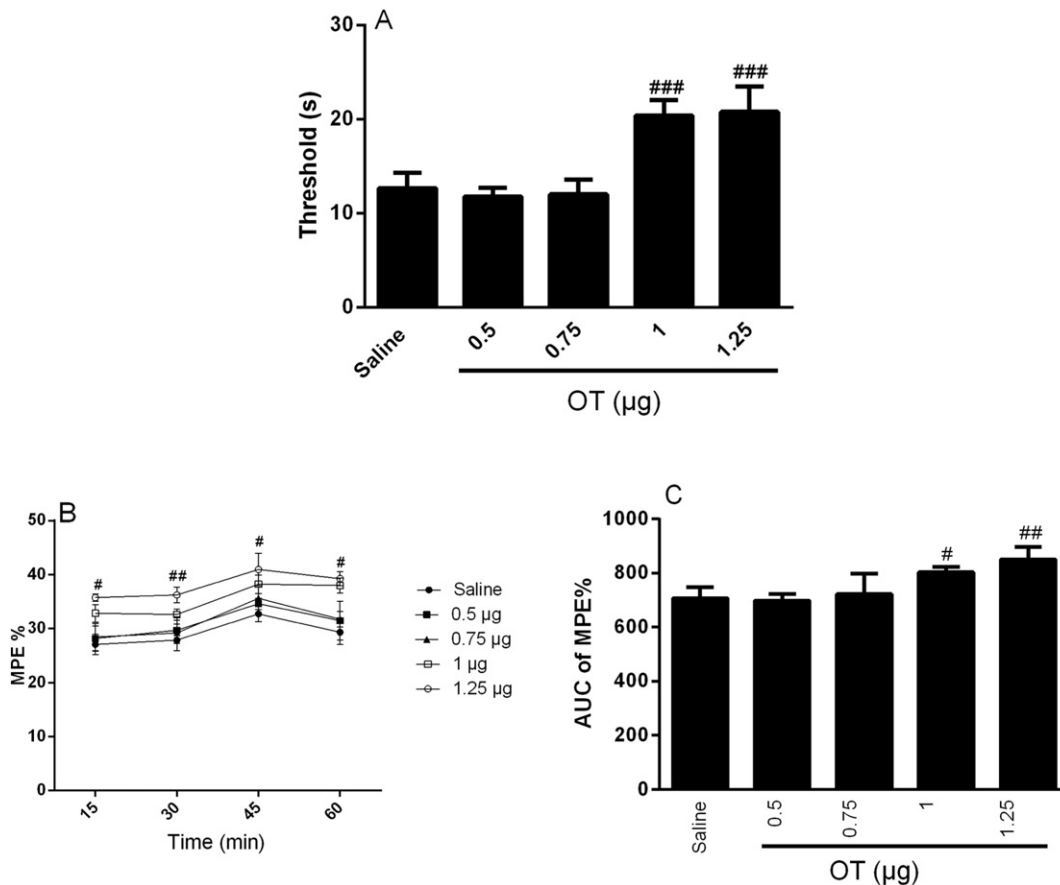 A
30
20
10
0
Threshold (s)
###
###
Saline
0.5
0.75
1
1.25
OT (µg)
B
50
40
30
20
10
0
MPE %
#
##
#
#
15
30
45
60
Time (min)
Saline
0.5 µg
0.75 µg
1 µg
1.25 µg
C
1000
800
600
400
200
0
AUC of MPE%
#
##
Saline
0.5
0.75
1
1.25
OT (µg)